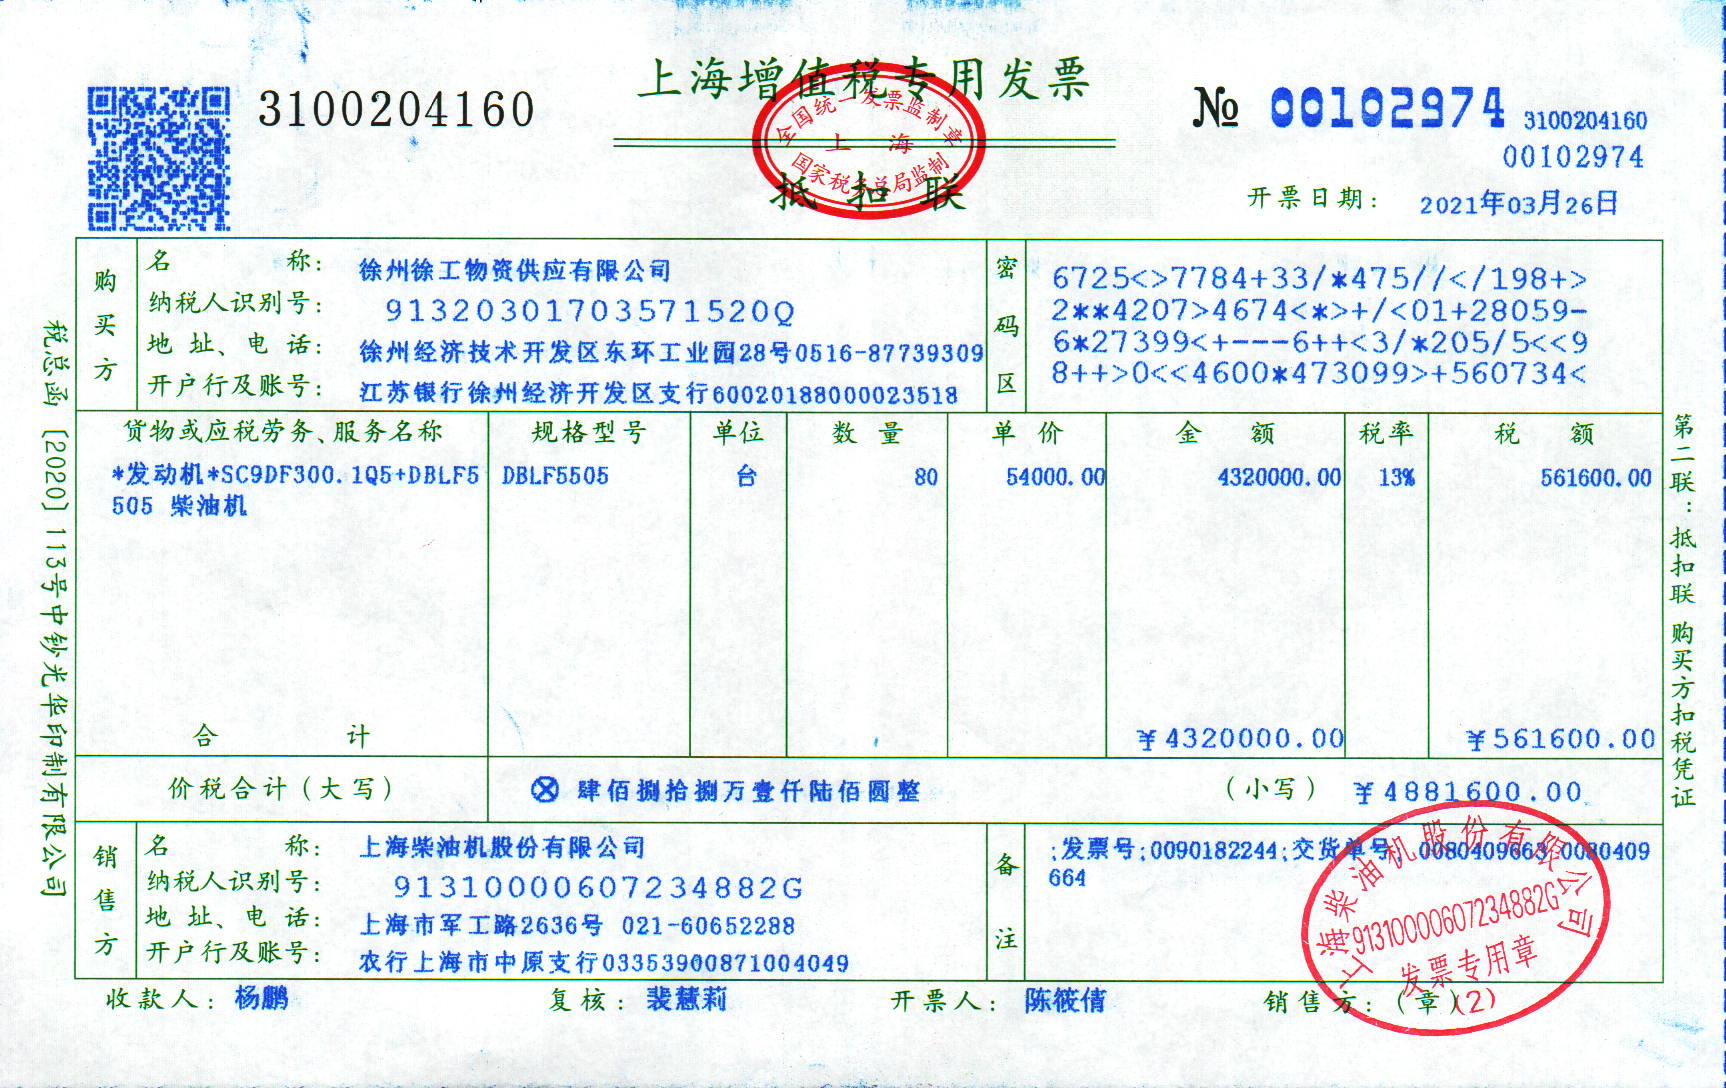 上海增值税专用发票
3100204160
№ 00102974
3100204160
00102974
全国统一发票监制章
上 海
国家税务总局监制
抵 扣 联
开票日期: 2021年03月26日
购买方
名 称: 徐州徐工物资供应有限公司
纳税人识别号: 91320301703571520Q
地 址、电 话: 徐州经济技术开发区东环工业园28号0516-87739309
开户行及账号: 江苏银行徐州经济开发区支行60020188000023518
密码区
6725<>7784+33/*475//</198+>
2**4207>4674<*>+/<01+28059-
6*27399<+---6++<3/*205/5<<9
8++>0<<4600*473099>+560734<
货物或应税劳务、服务名称 规格型号 单位 数 量 单 价 金 额 税率 税 额
*发动机*SC9DF300.1Q5+DBLF5 DBLF5505 台 80 54000.00 4320000.00 13% 561600.00
505 柴油机
合 计 ¥4320000.00 ¥561600.00
价税合计(大写) ⊗ 肆佰捌拾捌万壹仟陆佰圆整 (小写) ¥4881600.00
销售方
名 称: 上海柴油机股份有限公司
纳税人识别号: 91310000607234882G
地 址、电 话: 上海市军工路2636号 021-60652288
开户行及账号: 农行上海市中原支行03353900871004049
备注
;发票号;0090182244;交货单号, 0080409663 0080409
664
上海柴油机股份有限公司
91310000607234882G
发票专用章
(2)
收款人: 杨鹏 复核: 裴慧莉 开票人: 陈筱倩 销售方:(章)
税总函〔2020〕113号中钞光华印制有限公司
第二联:抵扣联 购买方扣税凭证